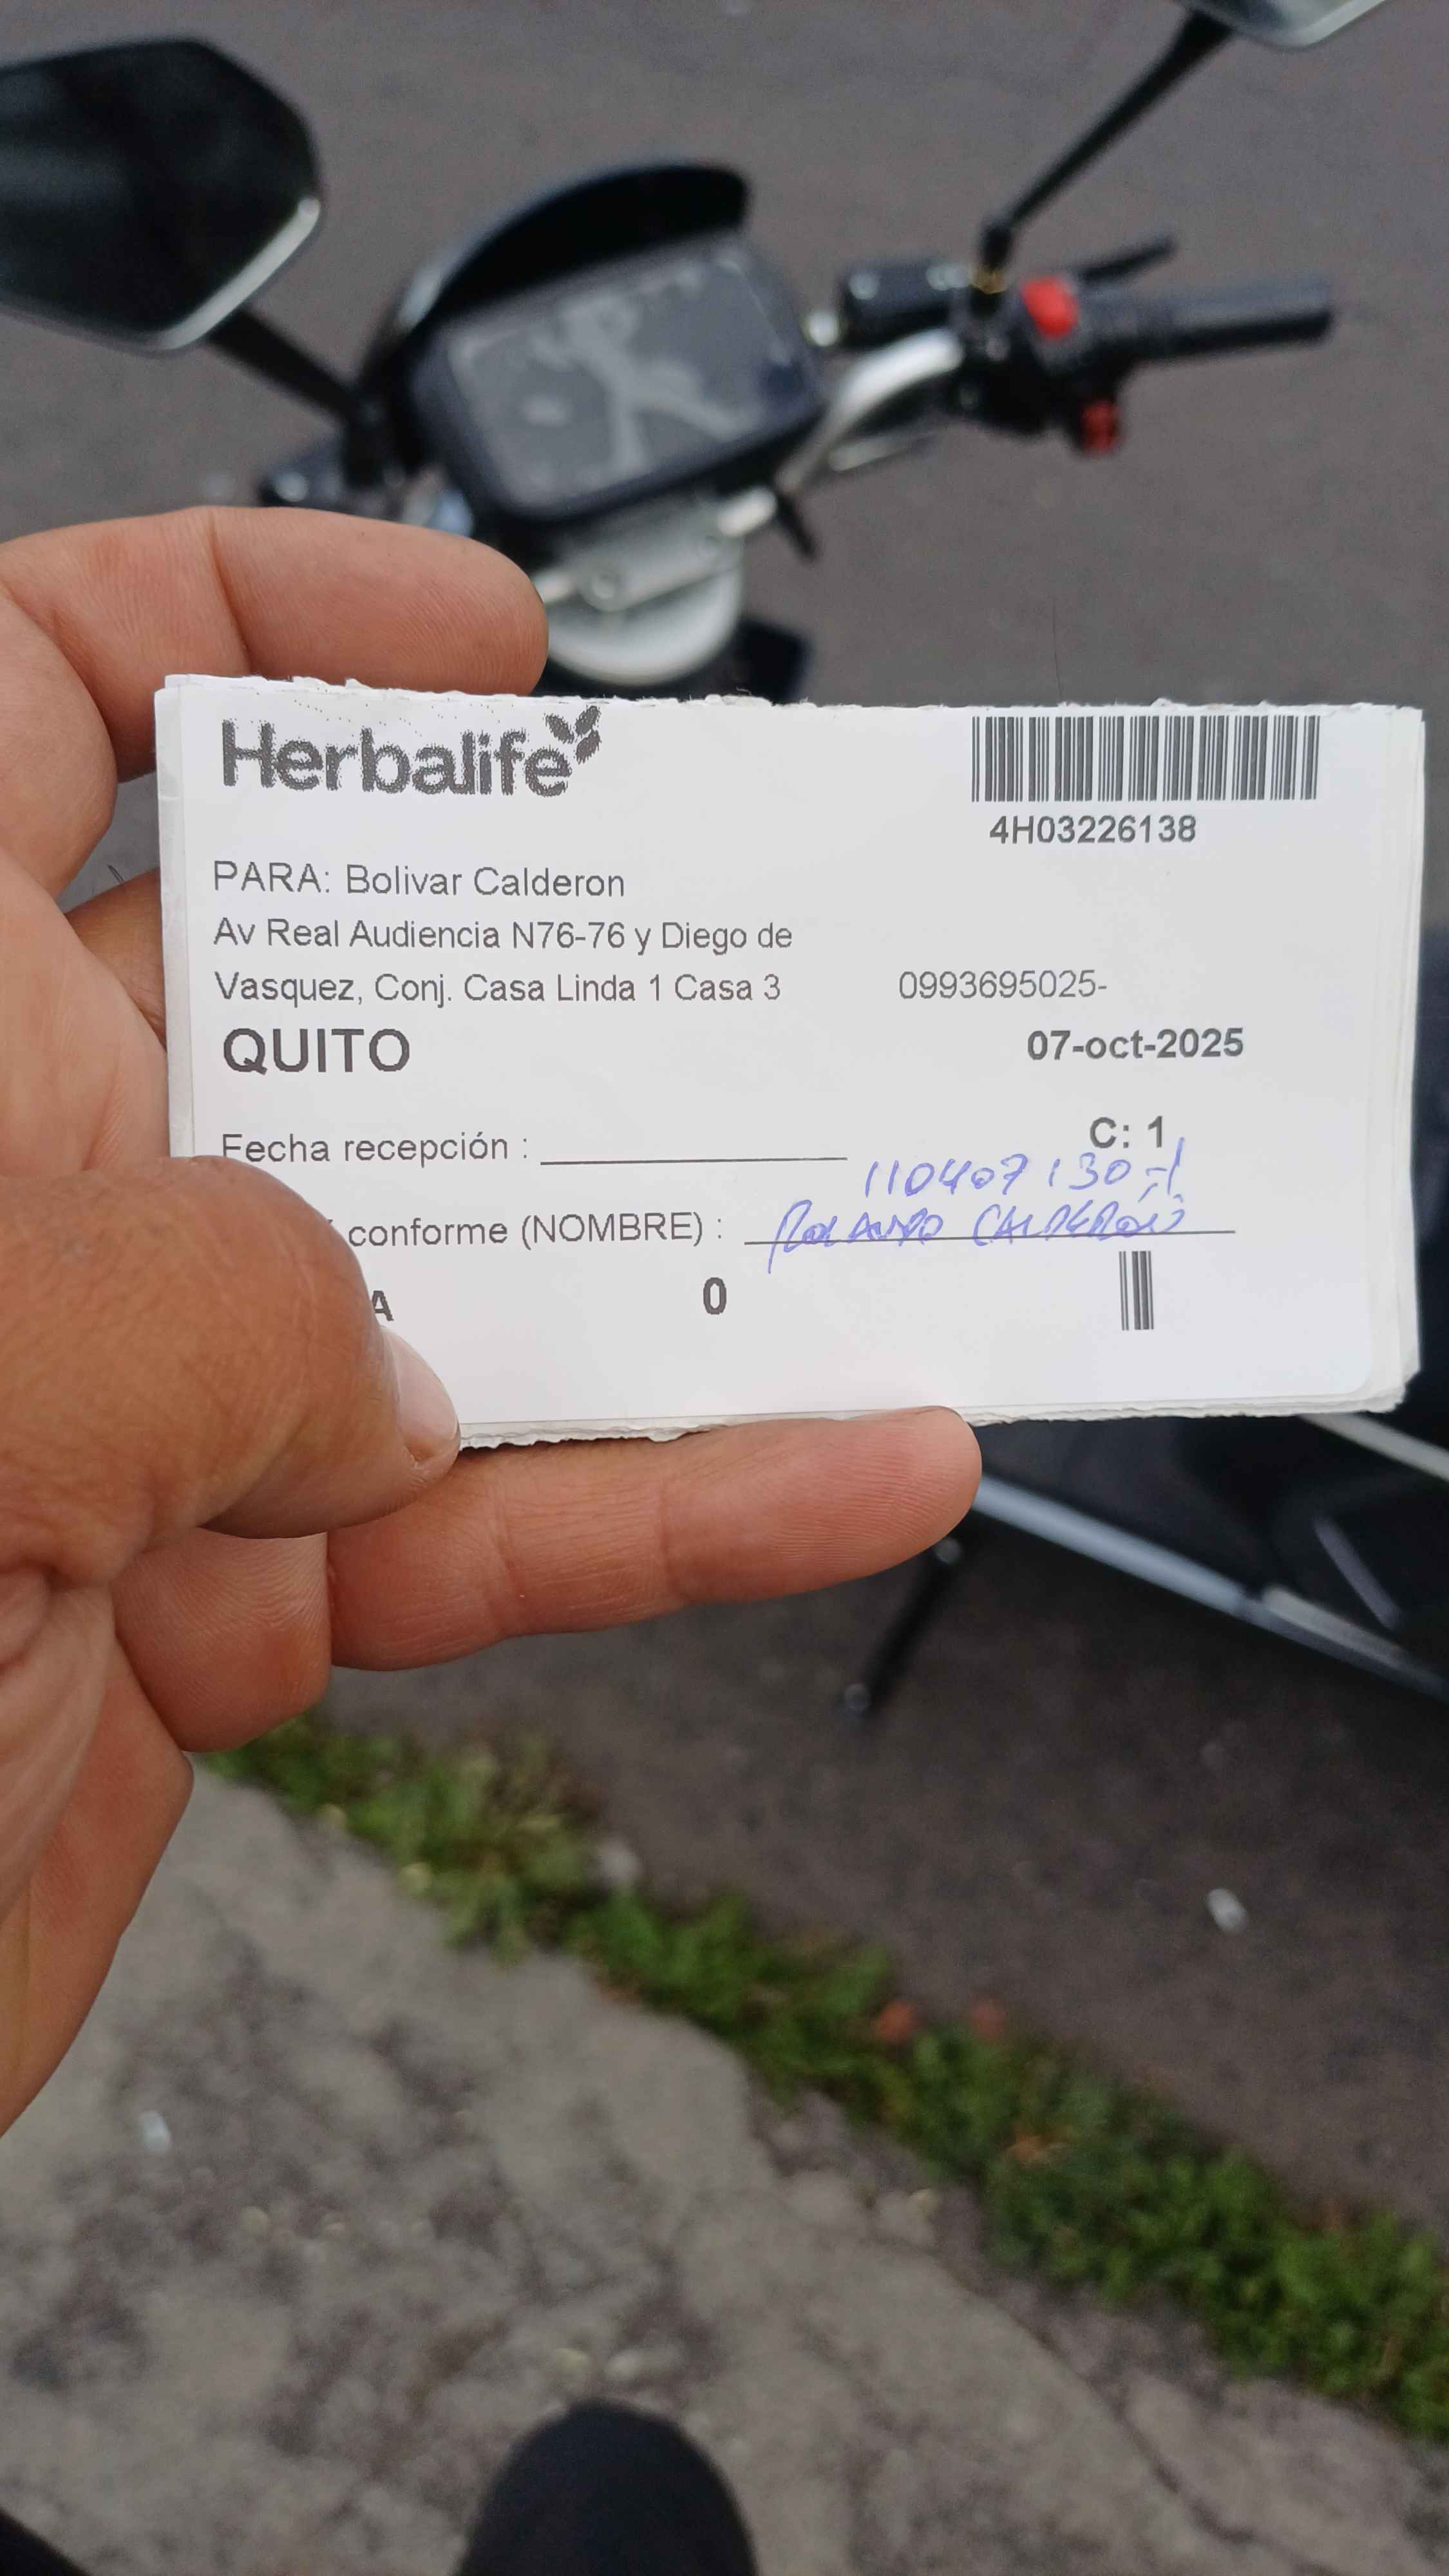 Herbalife
4H03226138
PARA: Bolivar Calderon
Av Real Audiencia N76-76 y Diego de
Vasquez, Conj. Casa Linda 1 Casa 3 0993695025-
QUITO 07-oct-2025
C: 1
Fecha recepción :
conforme (NOMBRE) : CALDERON
A 0